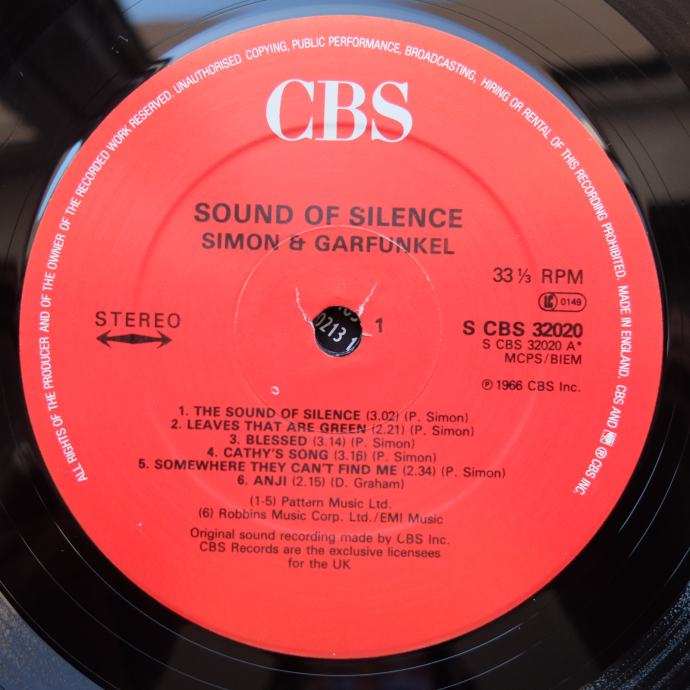 ALL RIGHTS OF THE PRODUCER AND OF THE OWNER OF THE RECORDED WORK RESERVED. UNAUTHORISED COPYING, PUBLIC PERFORMANCE, BROADCASTING, HIRING OR RENTAL OF THIS RECORDING PROHIBITED. MADE IN ENGLAND. CBS AND ® CBS INC.
CBS
SOUND OF SILENCE
SIMON & GARFUNKEL
33 ⅓ RPM
LC 0149
STEREO
0213 1
1
S CBS 32020
S CBS 32020 A*
MCPS/BIEM
℗ 1966 CBS Inc.
1. THE SOUND OF SILENCE (3.02) (P. Simon)
2. LEAVES THAT ARE GREEN (2.21) (P. Simon)
3. BLESSED (3.14) (P. Simon)
4. CATHY'S SONG (3.16) (P. Simon)
5. SOMEWHERE THEY CAN'T FIND ME (2.34) (P. Simon)
6. ANJI (2.15) (D. Graham)
(1-5) Pattern Music Ltd.
(6) Robbins Music Corp. Ltd./EMI Music
Original sound recording made by CBS Inc.
CBS Records are the exclusive licensees
for the UK